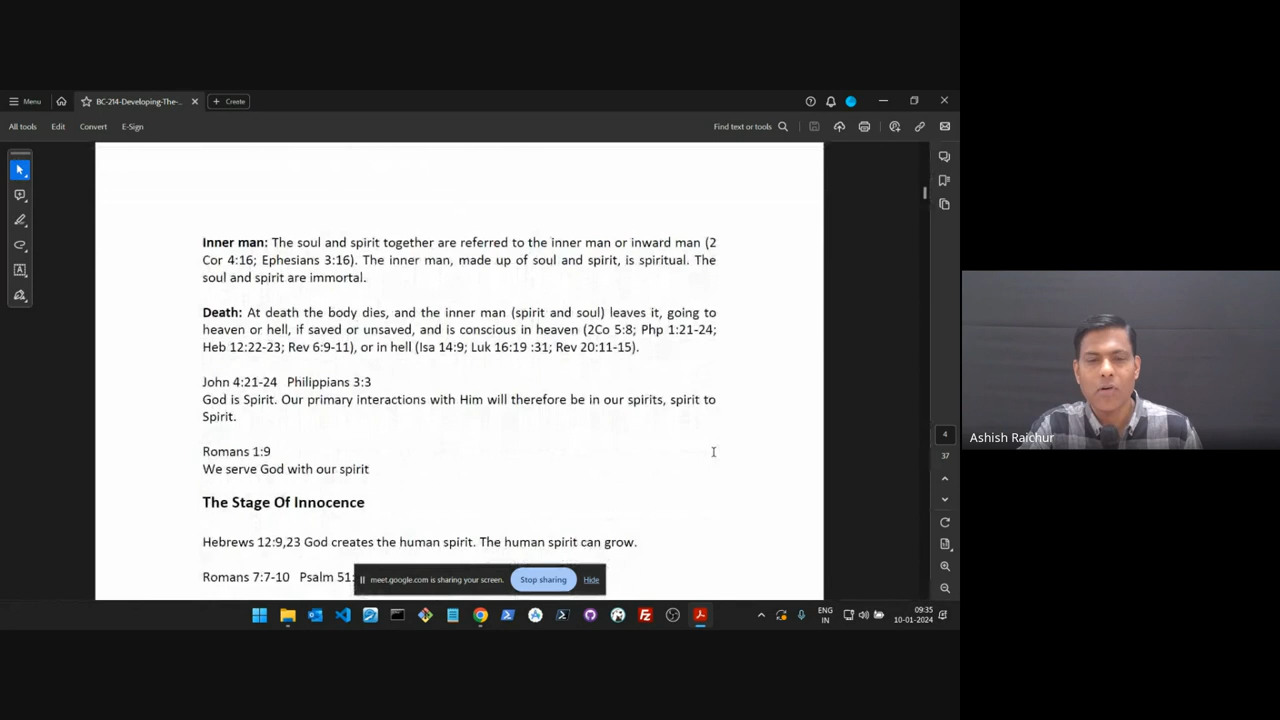 Menu
BC-214-Developing-The-...
Create
All tools
Edit
Convert
E-Sign
Find text or tools
Inner man: The soul and spirit together are referred to the inner man or inward man (2
Cor 4:16; Ephesians 3:16). The inner man, made up of soul and spirit, is spiritual. The
soul and spirit are immortal.
Death: At death the body dies, and the inner man (spirit and soul) leaves it, going to
heaven or hell, if saved or unsaved, and is conscious in heaven (2Co 5:8; Php 1:21-24;
Heb 12:22-23; Rev 6:9-11), or in hell (Isa 14:9; Luk 16:19 :31; Rev 20:11-15).
John 4:21-24 Philippians 3:3
God is Spirit. Our primary interactions with Him will therefore be in our spirits, spirit to
Spirit.
Romans 1:9
We serve God with our spirit
The Stage Of Innocence
Hebrews 12:9,23 God creates the human spirit. The human spirit can grow.
Romans 7:7-10 Psalm 51:
meet.google.com is sharing your screen.
Stop sharing
Hide
4
37
ENG
IN
09:35
10-01-2024
Ashish Raichur